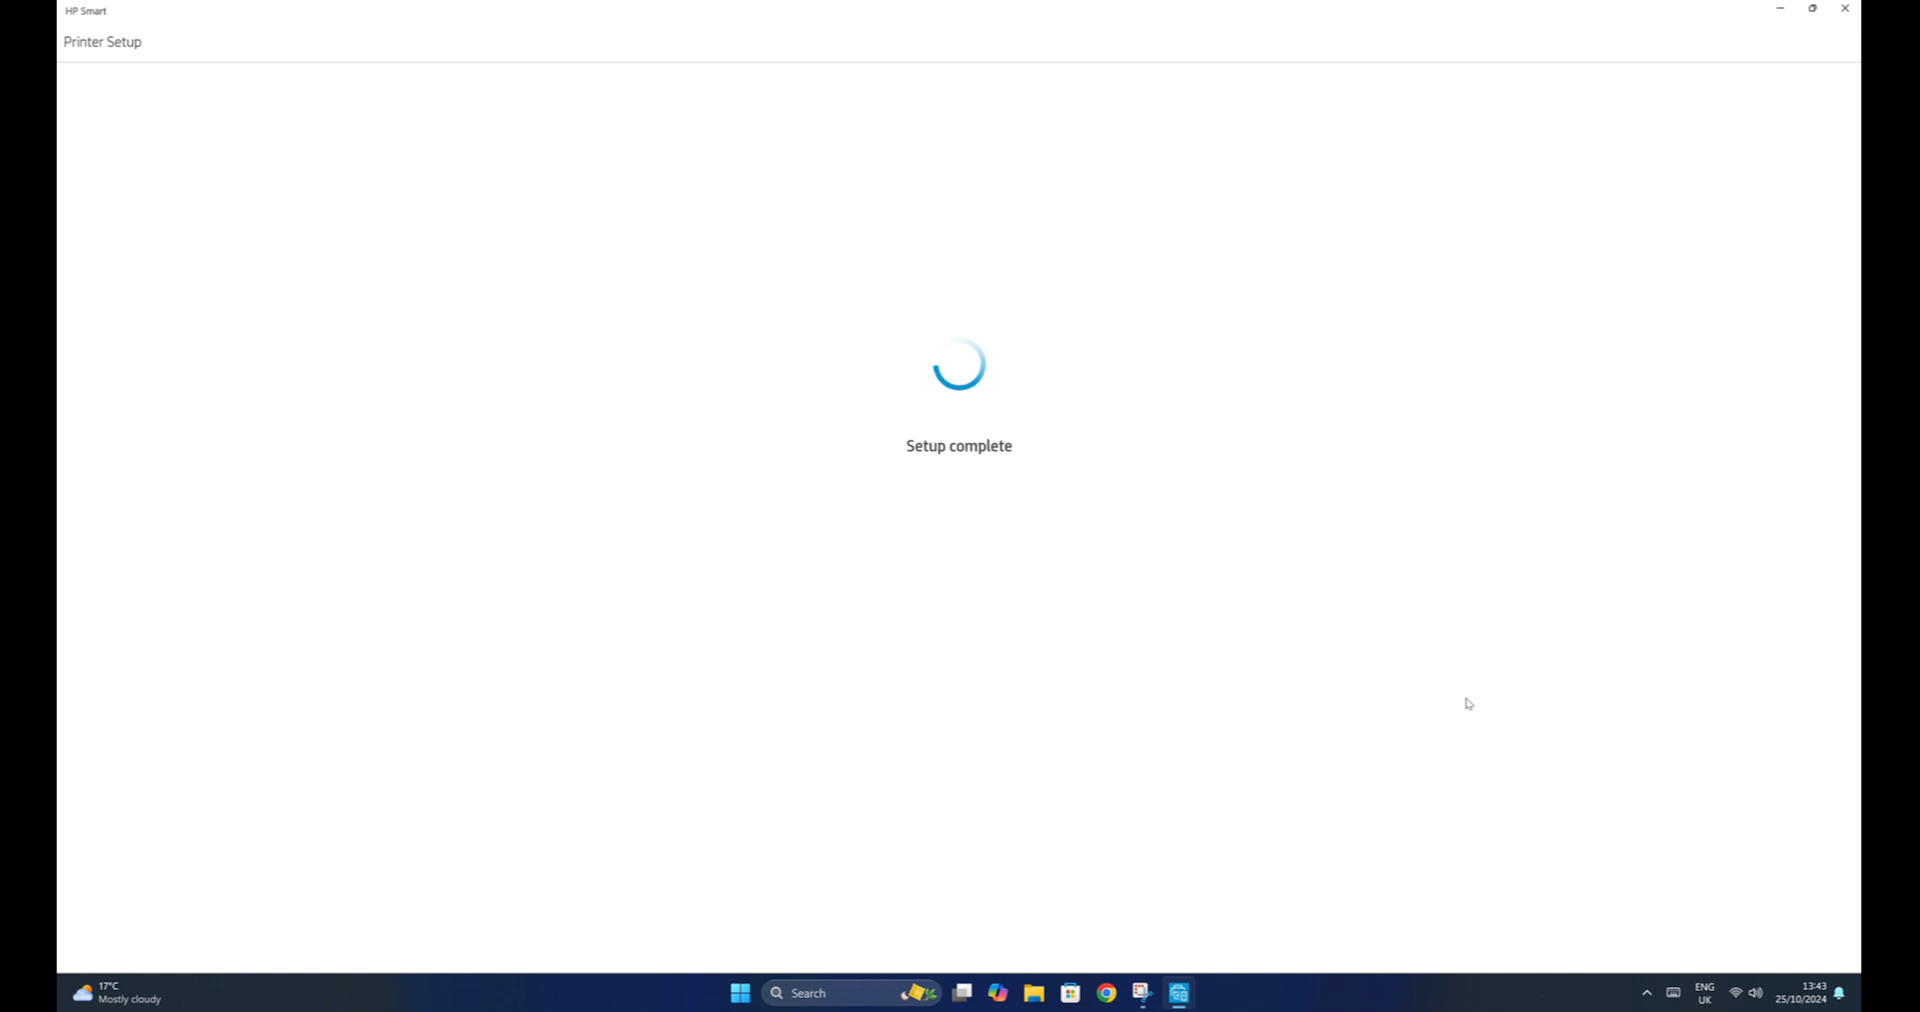 HP Smart
Printer Setup
Setup complete
17°C
Mostly cloudy
Search
ENG
UK
13:43
25/10/2024